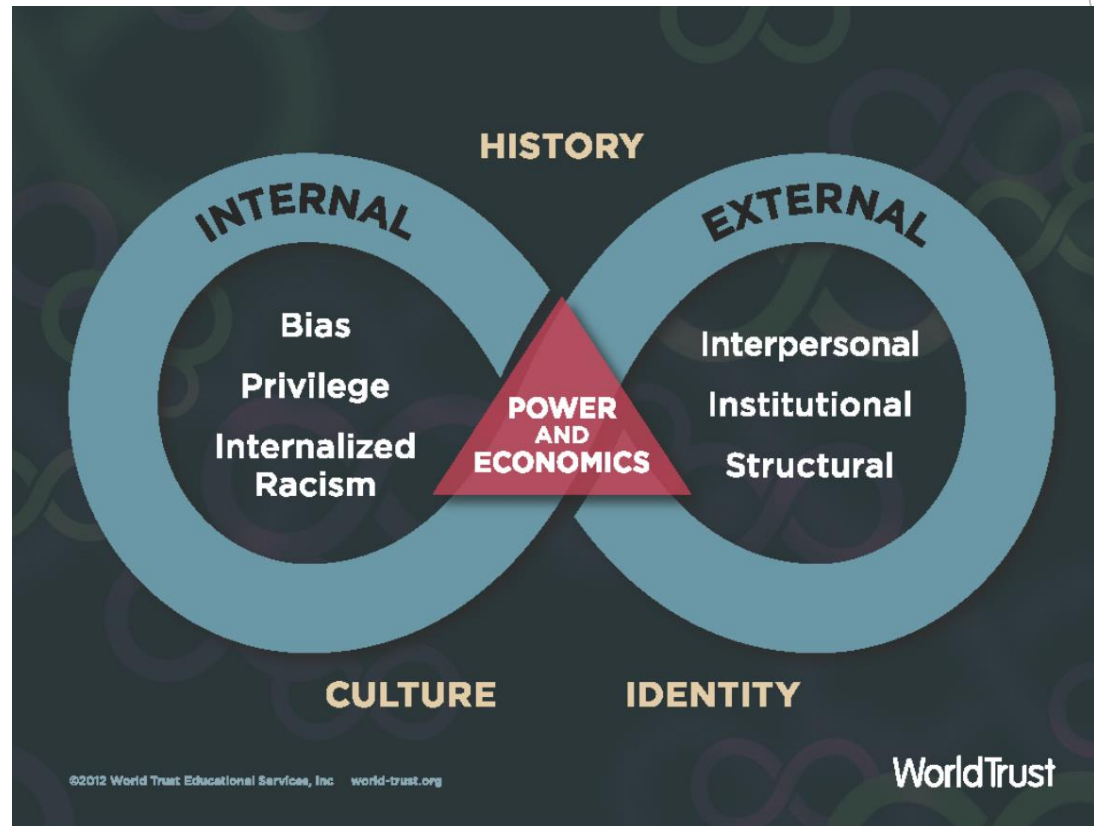 HISTORY
INTERNAL
EXTERNAL
Bias
Privilege
Internalized
Racism
POWER
AND
ECONOMICS
Interpersonal
Institutional
Structural
CULTURE
IDENTITY
©2012 World Trust Educational Services, Inc world-trust.org
WorldTrust